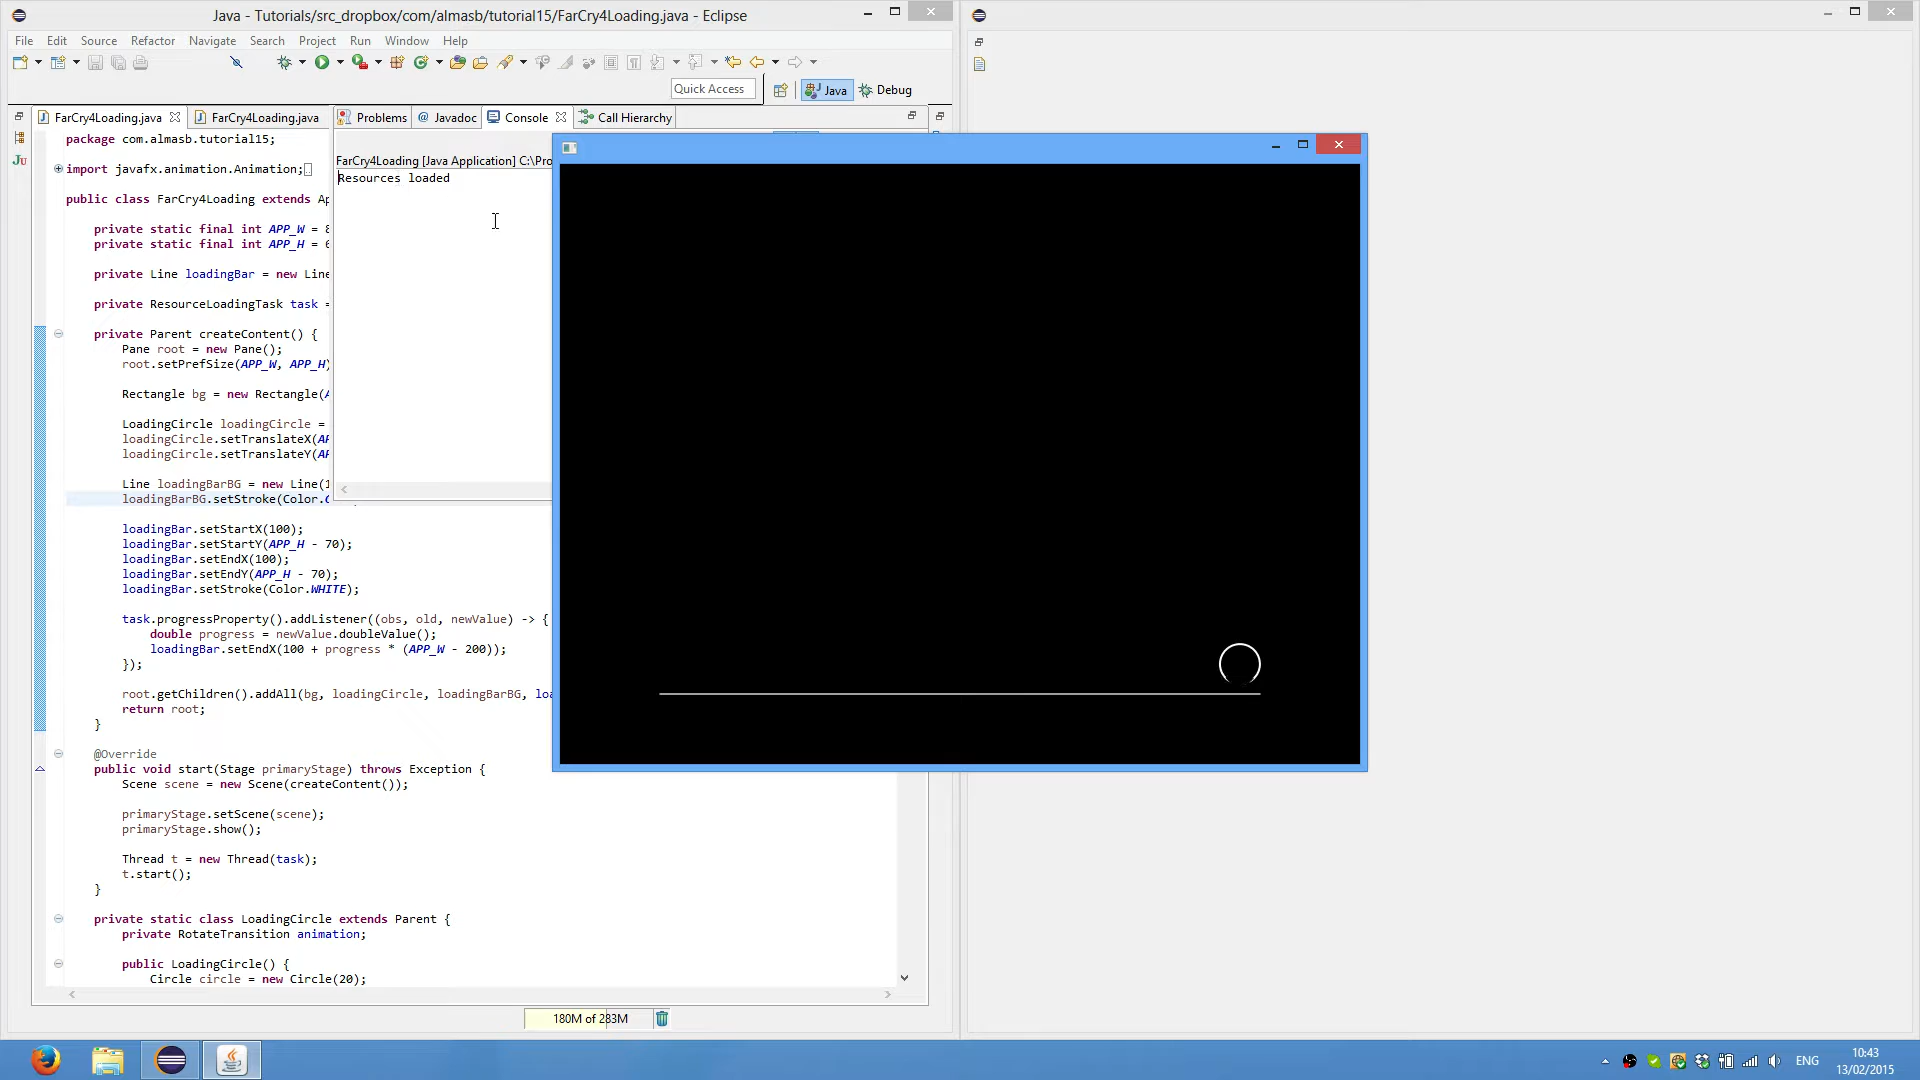 Java - Tutorials/src_dropbox/com/almasb/tutorial15/FarCry4Loading.java - Eclipse
File Edit Source Refactor Navigate Search Project Run Window Help
Quick Access
Java
Debug
FarCry4Loading.java
FarCry4Loading.java
Problems
Javadoc
Console
Call Hierarchy
package com.almasb.tutorial15;
import javafx.animation.Animation;
public class FarCry4Loading extends Ap
private static final int APP_W = 8
private static final int APP_H = 6
private Line loadingBar = new Line
private ResourceLoadingTask task =
private Parent createContent() {
Pane root = new Pane();
root.setPrefSize(APP_W, APP_H)
Rectangle bg = new Rectangle(A
LoadingCircle loadingCircle =
loadingCircle.setTranslateX(AP
loadingCircle.setTranslateY(AP
Line loadingBarBG = new Line(1
loadingBarBG.setStroke(Color.G
loadingBar.setStartX(100);
loadingBar.setStartY(APP_H - 70);
loadingBar.setEndX(100);
loadingBar.setEndY(APP_H - 70);
loadingBar.setStroke(Color.WHITE);
task.progressProperty().addListener((obs, old, newValue) -> {
double progress = newValue.doubleValue();
loadingBar.setEndX(100 + progress * (APP_W - 200));
});
root.getChildren().addAll(bg, loadingCircle, loadingBarBG, loa
return root;
}
@Override
public void start(Stage primaryStage) throws Exception {
Scene scene = new Scene(createContent());
primaryStage.setScene(scene);
primaryStage.show();
Thread t = new Thread(task);
t.start();
}
private static class LoadingCircle extends Parent {
private RotateTransition animation;
public LoadingCircle() {
Circle circle = new Circle(20);
FarCry4Loading [Java Application] C:\Pro
Resources loaded
180M of 283M
ENG
10:43
13/02/2015